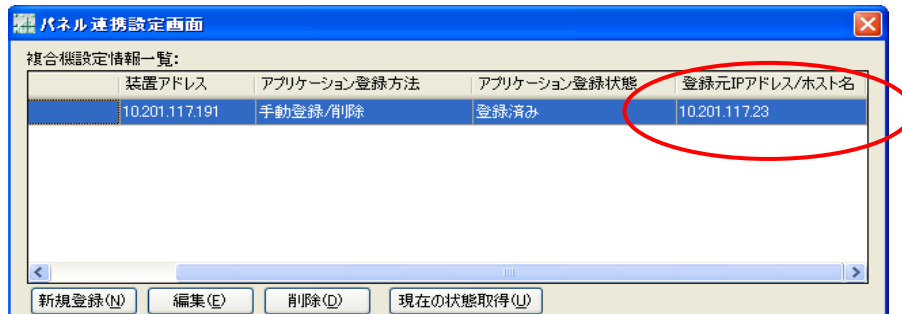 パネル連携設定画面
複合機設定情報一覧:
装置アドレス アプリケーション登録方法 アプリケーション登録状態 登録元IPアドレス/ホスト名
10.201.117.191 手動登録/削除 登録済み 10.201.117.23
新規登録(N) 編集(E) 削除(D) 現在の状態取得(U)